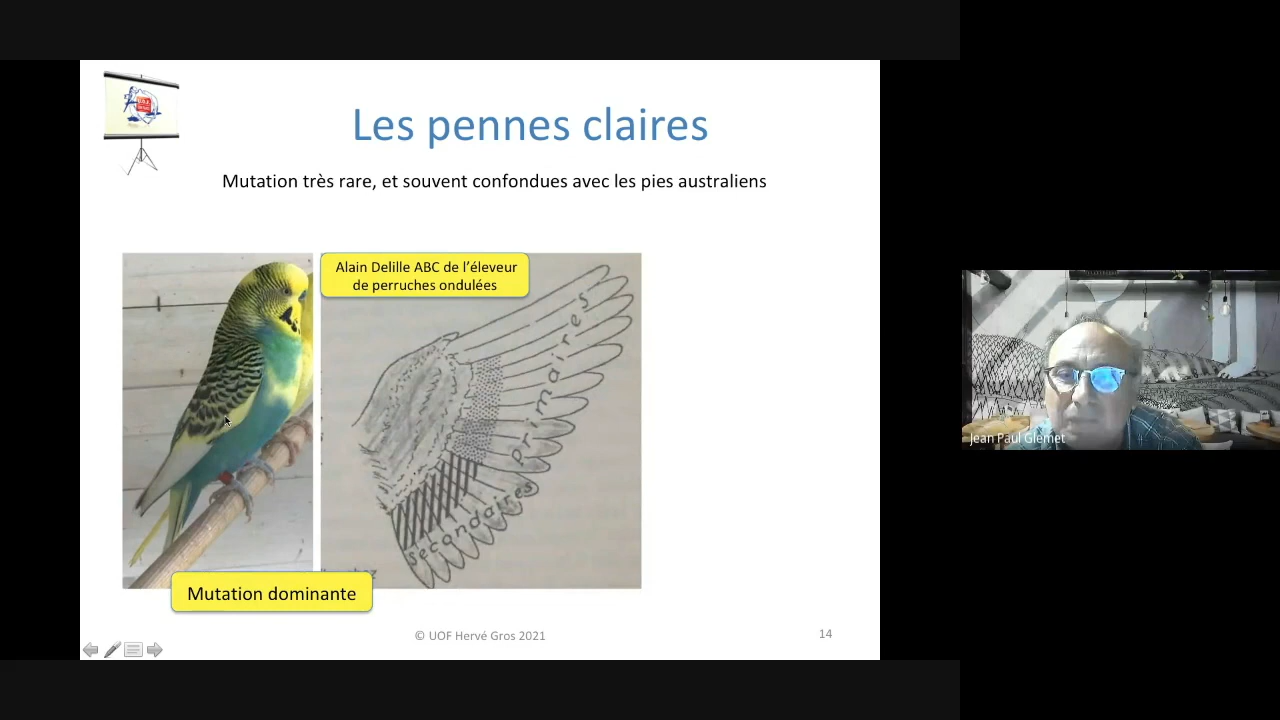 Les pennes claires
Mutation très rare, et souvent confondues avec les pies australiens
Alain Delille ABC de l’éleveur
de perruches ondulées
primaires
secondaires
Mutation dominante
© UOF Hervé Gros 2021
14
Jean Paul Glemet